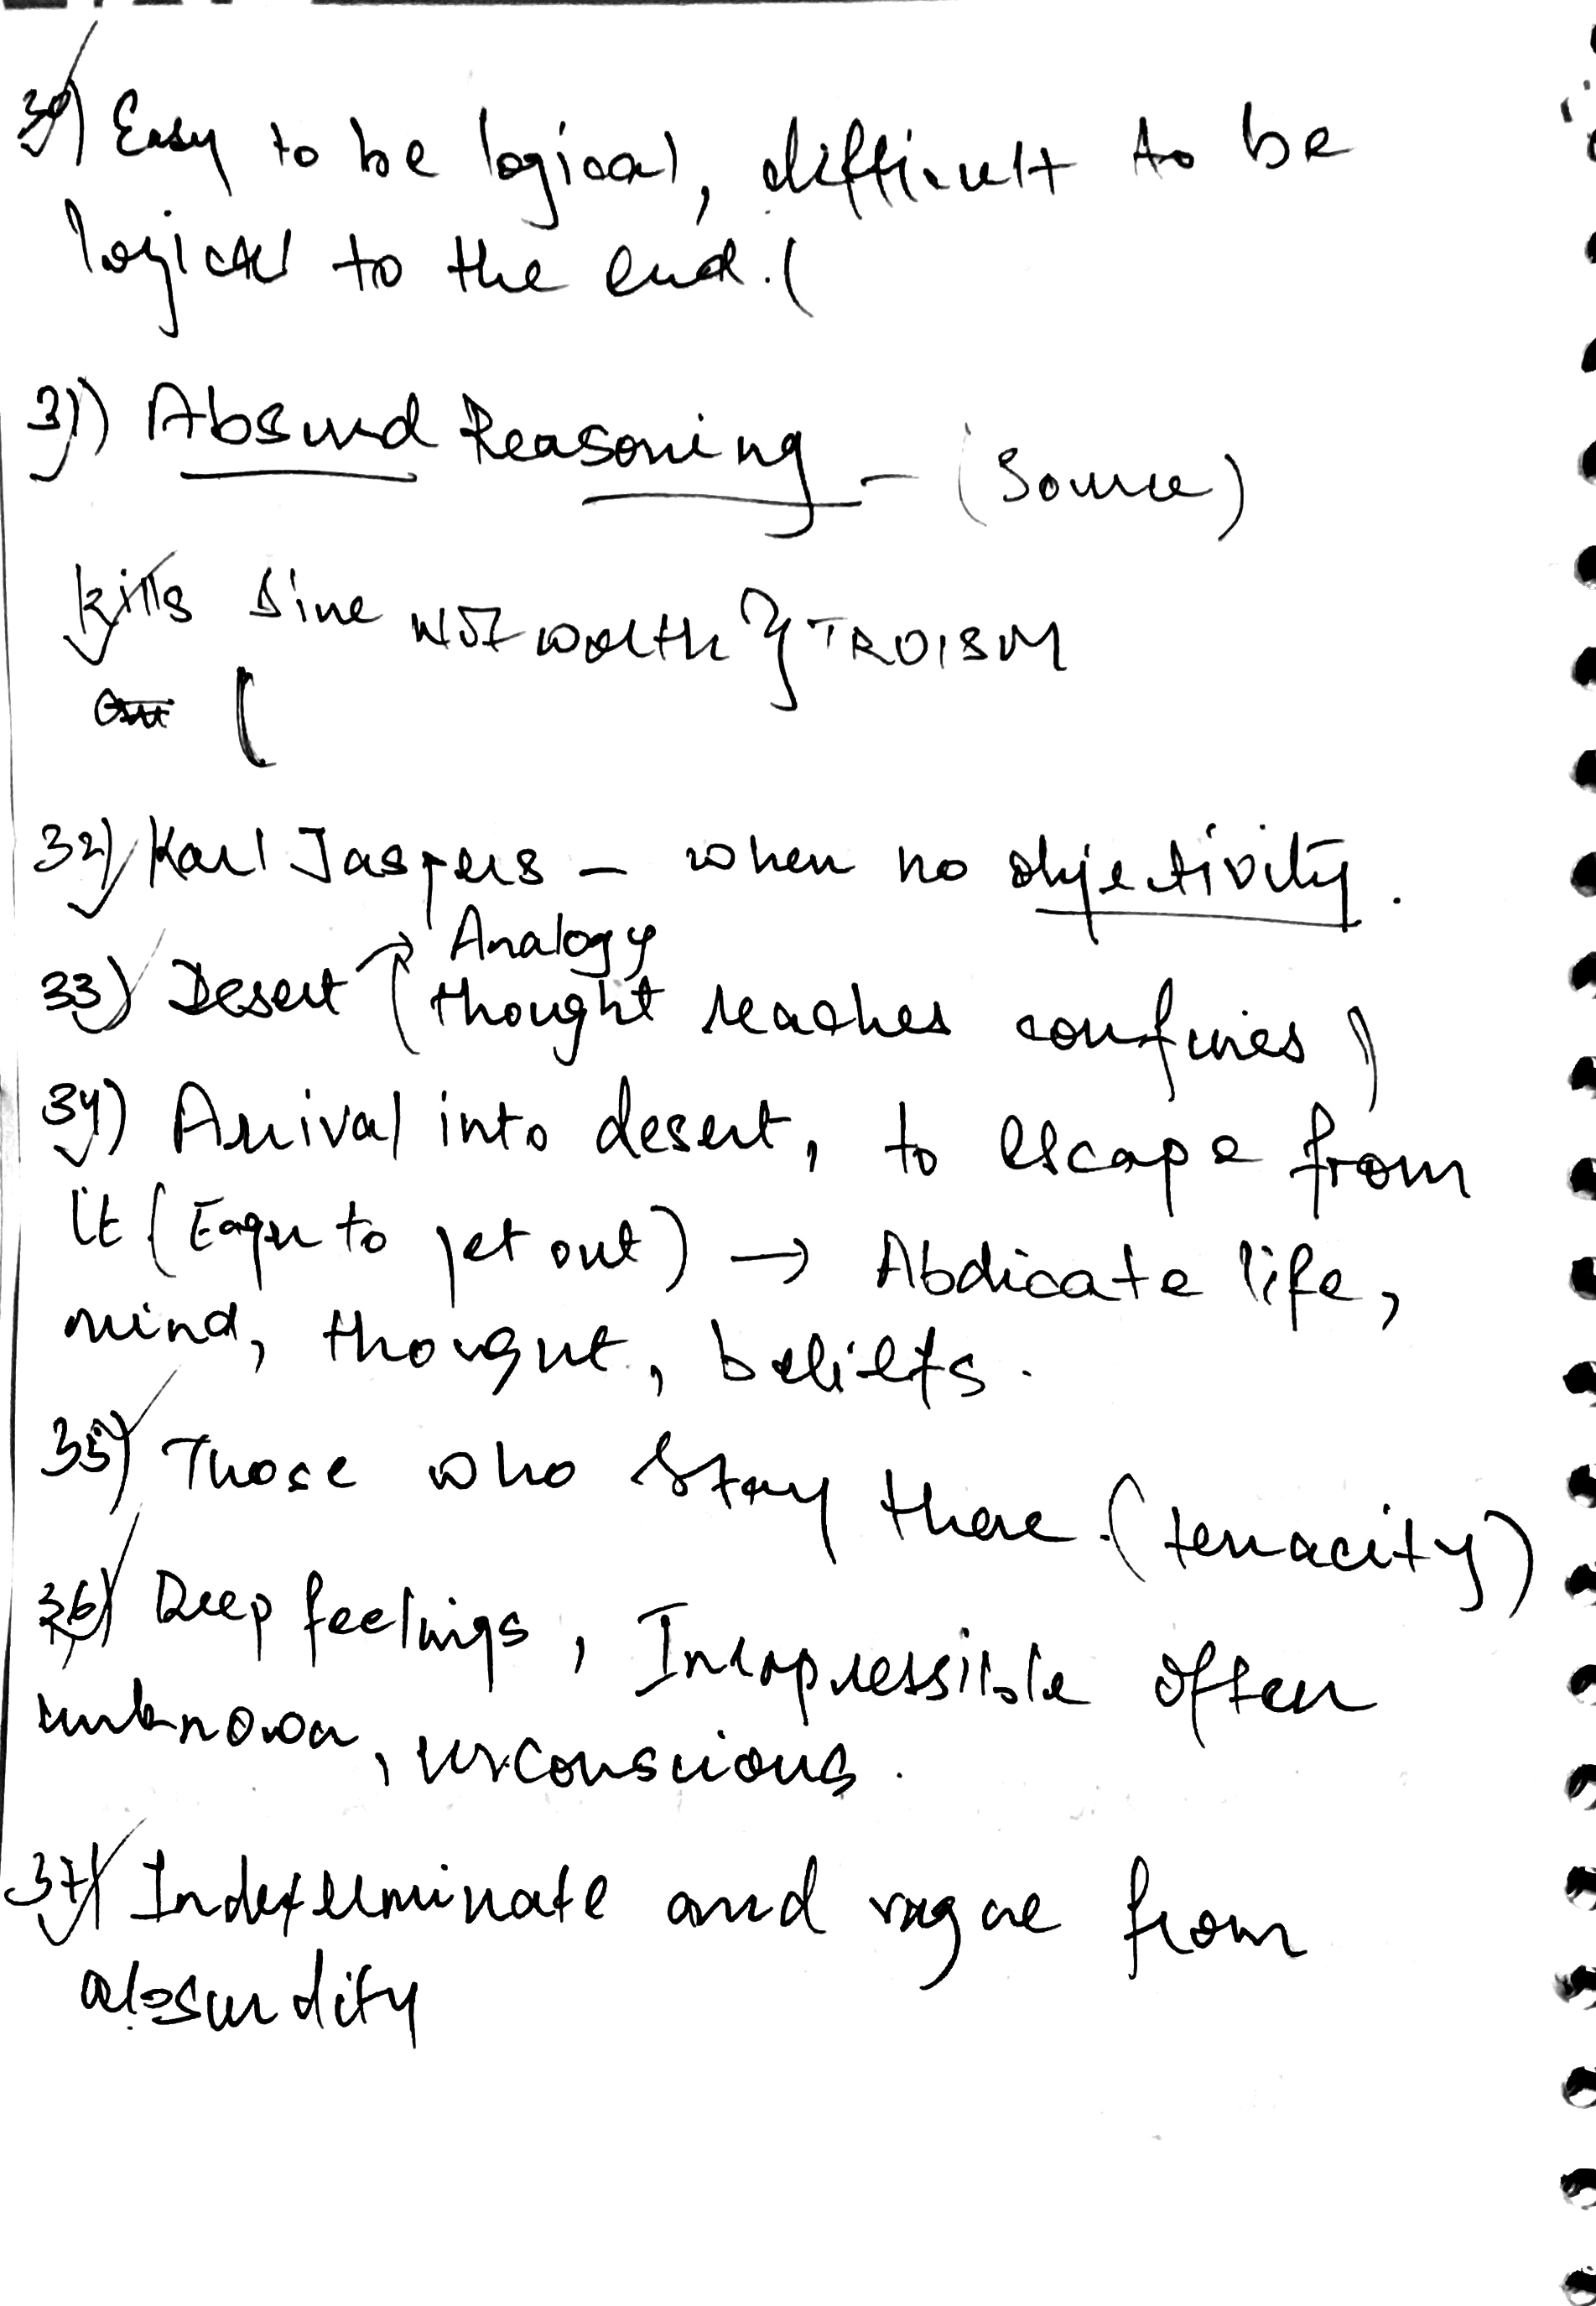 30) Easy to be logical, difficult to be
logical to the end. (
31) Absurd Reasoning - (Source)
kills since NOT WORTH } TRUISM
(
32) Karl Jaspers - when no objectivity.
Analogy
33) Desert → (thought reaches confines)
34) Arrival into desert, to escape from
it (Eager to get out) → Abdicate life,
mind, thought, beliefs.
35) Those who stay there. (tenacity)
36) Deep feelings, Inexpressible often
unknown, unconscious.
37) Indeterminate and vague from
absurdity